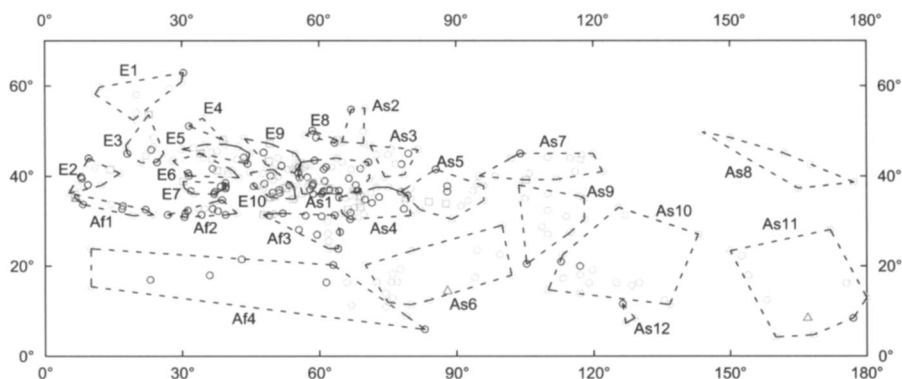 0° 30° 60° 90° 120° 150° 180°
60° E1 60°
E4 As2
E8
E3 E5 E9 As3 As7
40° E2 E6 As5 As8 40°
E7 E10 As1 As9
Af1 Af2 Af3 As4 As10 As11
20° 20°
As6
Af4 As12
0° 0°
0° 30° 60° 90° 120° 150° 180°